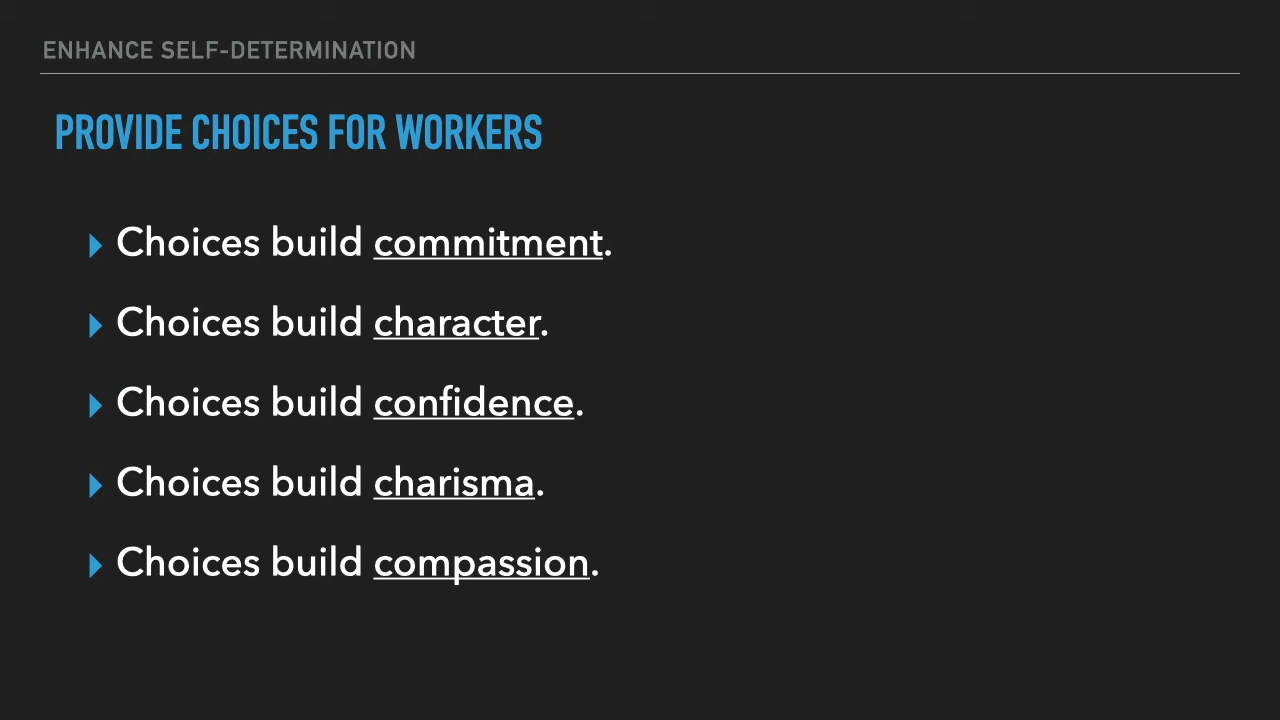 ENHANCE SELF-DETERMINATION
PROVIDE CHOICES FOR WORKERS
Choices build commitment.
Choices build character.
Choices build confidence.
Choices build charisma.
Choices build compassion.